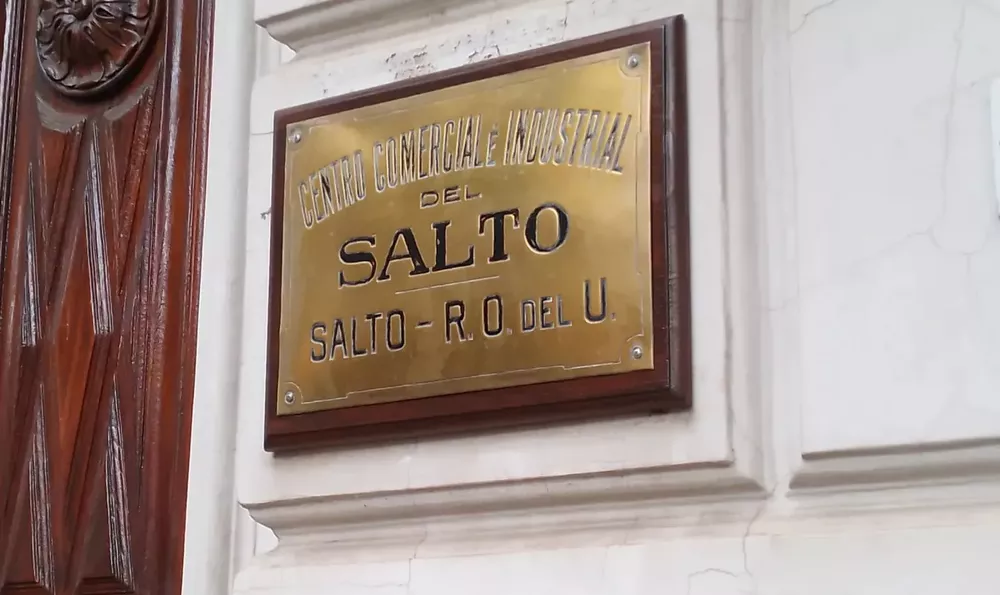 CENTRO COMERCIAL É INDUSTRIAL
DEL
SALTO
SALTO - R. O. DEL U.